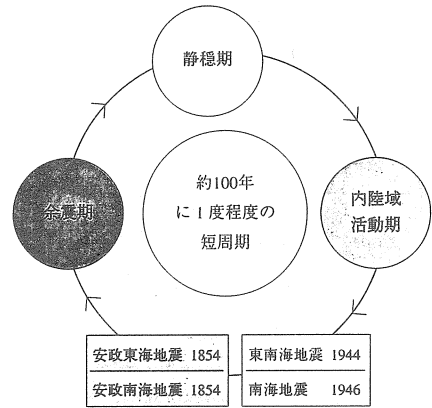 静穏期
約100年
に1度程度の
短周期
余震期
内陸域
活動期
安政東海地震 1854
安政南海地震 1854
東南海地震 1944
南海地震 1946